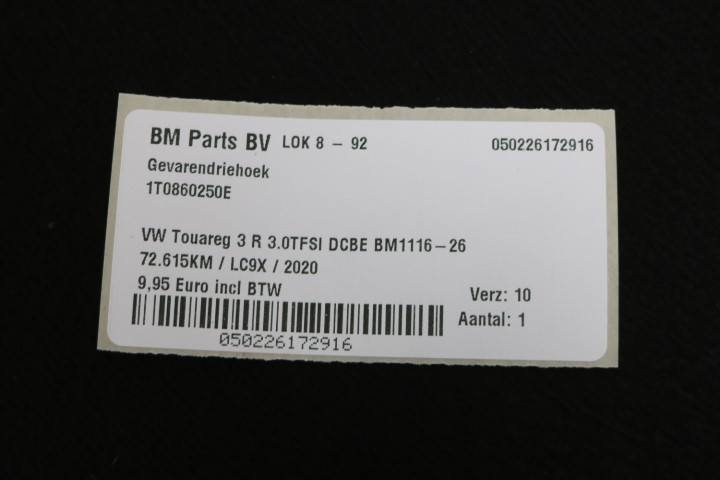 BM Parts BV LOK 8 - 92 050226172916
Gevarendriehoek
1T0860250E
VW Touareg 3 R 3.0TFSI DCBE BM1116-26
72.615KM / LC9X / 2020
9,95 Euro incl BTW
Verz: 10
Aantal: 1
050226172916